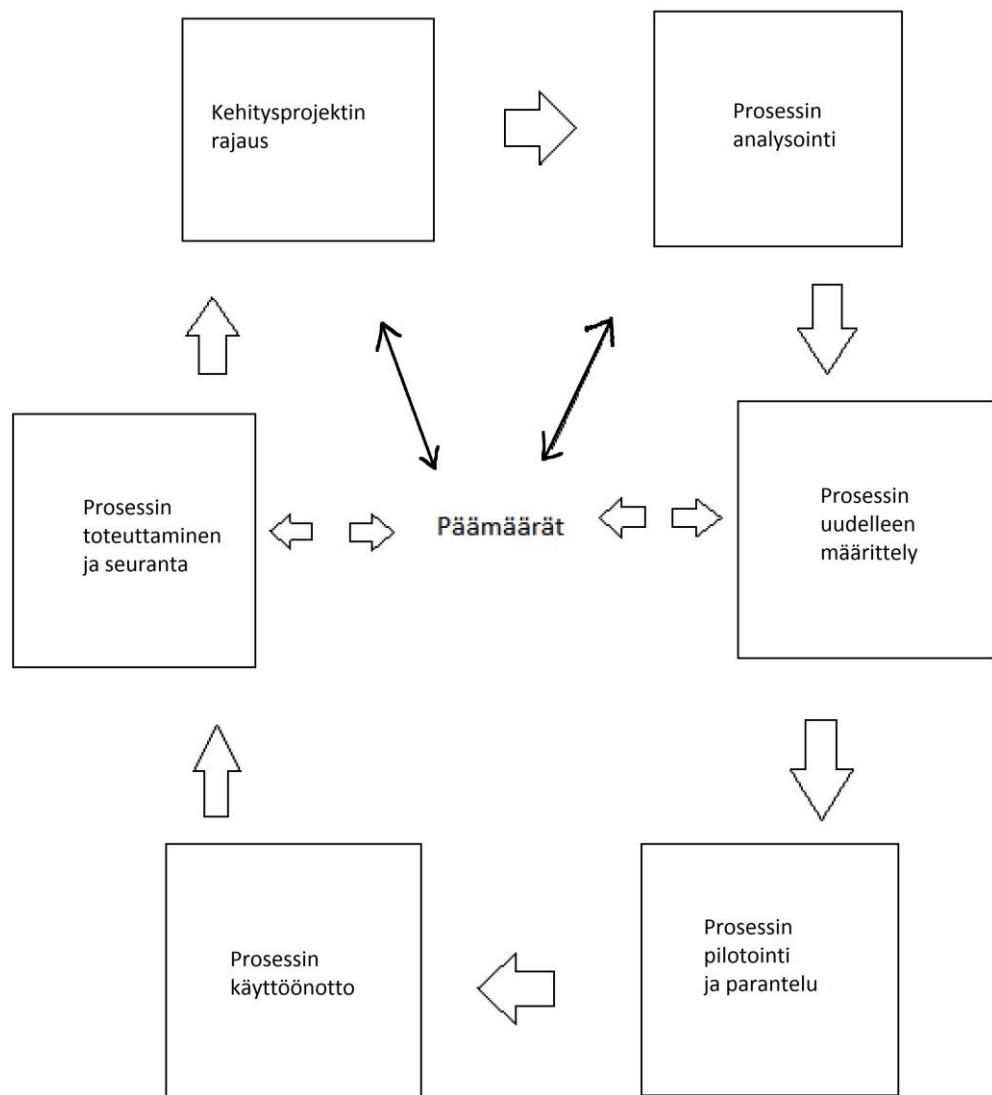 Kehitysprojektin
rajaus
Prosessin
analysointi
Prosessin
uudelleen
määrittely
Prosessin
pilotointi
ja parantelu
Prosessin
käyttöönotto
Prosessin
toteuttaminen
ja seuranta
Päämäärät